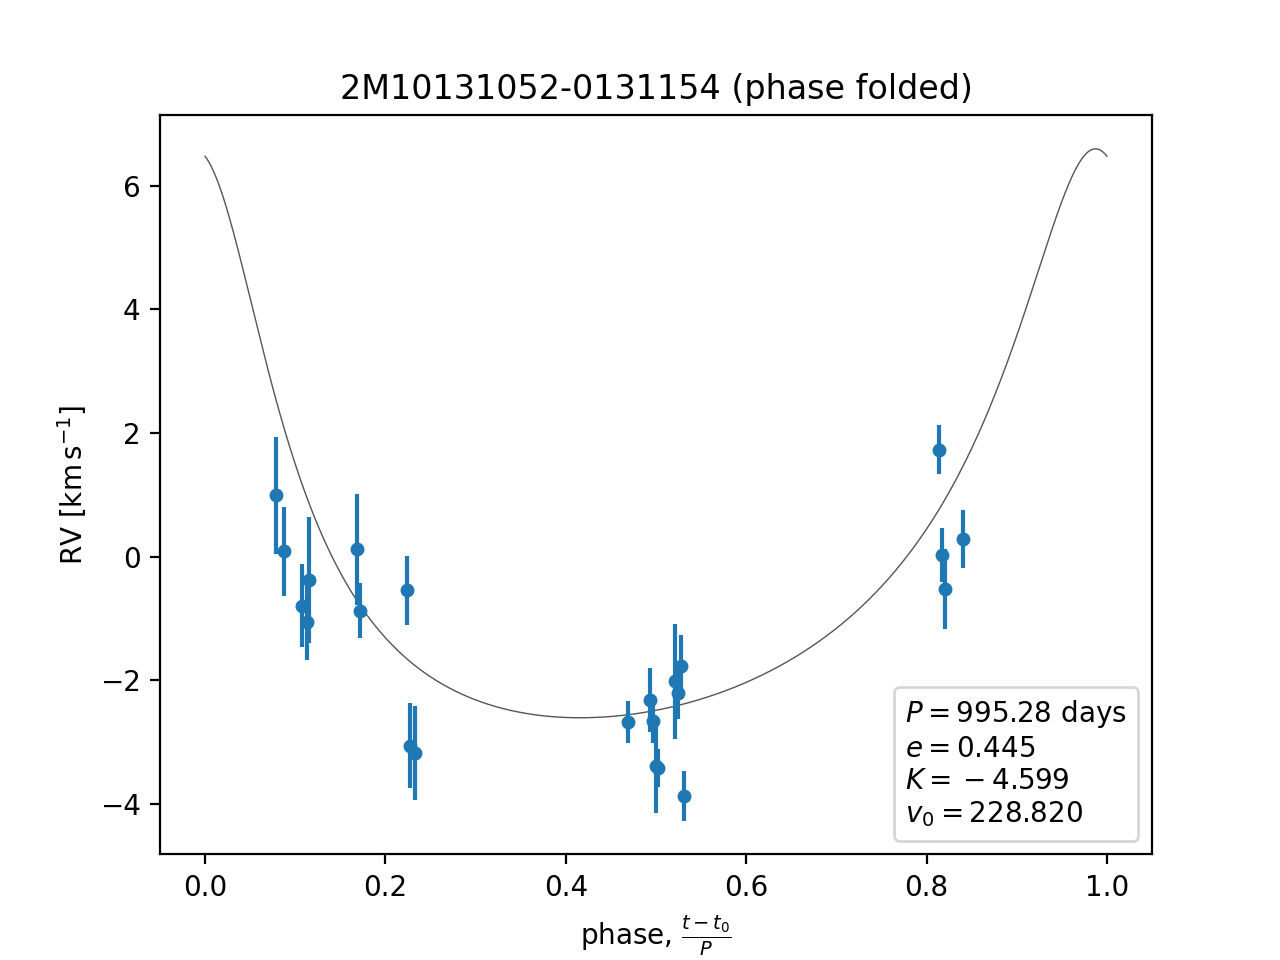 2M10131052-0131154 (phase folded)
RV [km s⁻¹]
6
4
2
0
−2
−4
P = 995.28 days
e = 0.445
K = −4.599
v₀ = 228.820
0.0 0.2 0.4 0.6 0.8 1.0
phase, (t − t₀)/P